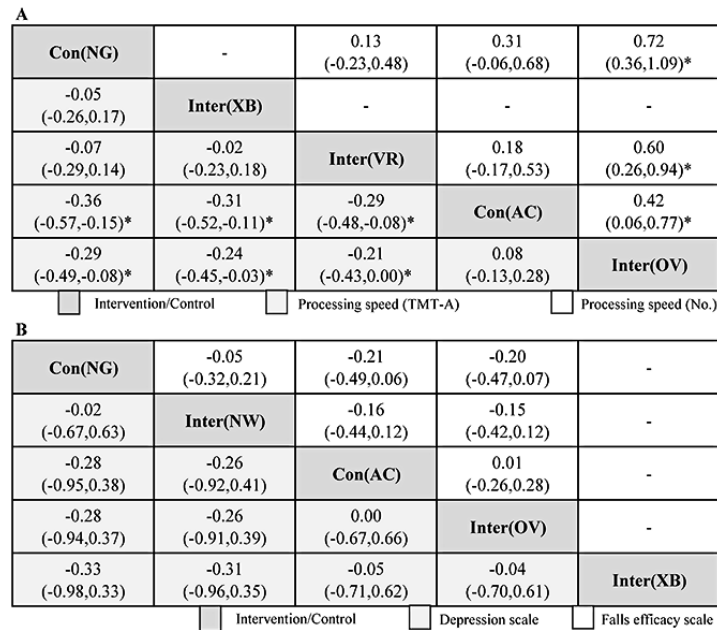 A
Con(NG) - 0.13 0.31 0.72
(-0.23,0.48) (-0.06,0.68) (0.36,1.09)*
-0.05 Inter(XB) - - -
(-0.26,0.17)
-0.07 -0.02 Inter(VR) 0.18 0.60
(-0.29,0.14) (-0.23,0.18) (-0.17,0.53) (0.26,0.94)*
-0.36 -0.31 -0.29 Con(AC) 0.42
(-0.57,-0.15)* (-0.52,-0.11)* (-0.48,-0.08)* (0.06,0.77)*
-0.29 -0.24 -0.21 0.08 Inter(OV)
(-0.49,-0.08)* (-0.45,-0.03)* (-0.43,0.00)* (-0.13,0.28)
Intervention/Control Processing speed (TMT-A) Processing speed (No.)
B
Con(NG) -0.05 -0.21 -0.20 -
(-0.32,0.21) (-0.49,0.06) (-0.47,0.07)
-0.02 Inter(NW) -0.16 -0.15 -
(-0.67,0.63) (-0.44,0.12) (-0.42,0.12)
-0.28 -0.26 Con(AC) 0.01 -
(-0.95,0.38) (-0.92,0.41) (-0.26,0.28)
-0.28 -0.26 0.00 Inter(OV) -
(-0.94,0.37) (-0.91,0.39) (-0.67,0.66)
-0.33 -0.31 -0.05 -0.04 Inter(XB)
(-0.98,0.33) (-0.96,0.35) (-0.71,0.62) (-0.70,0.61)
Intervention/Control Depression scale Falls efficacy scale